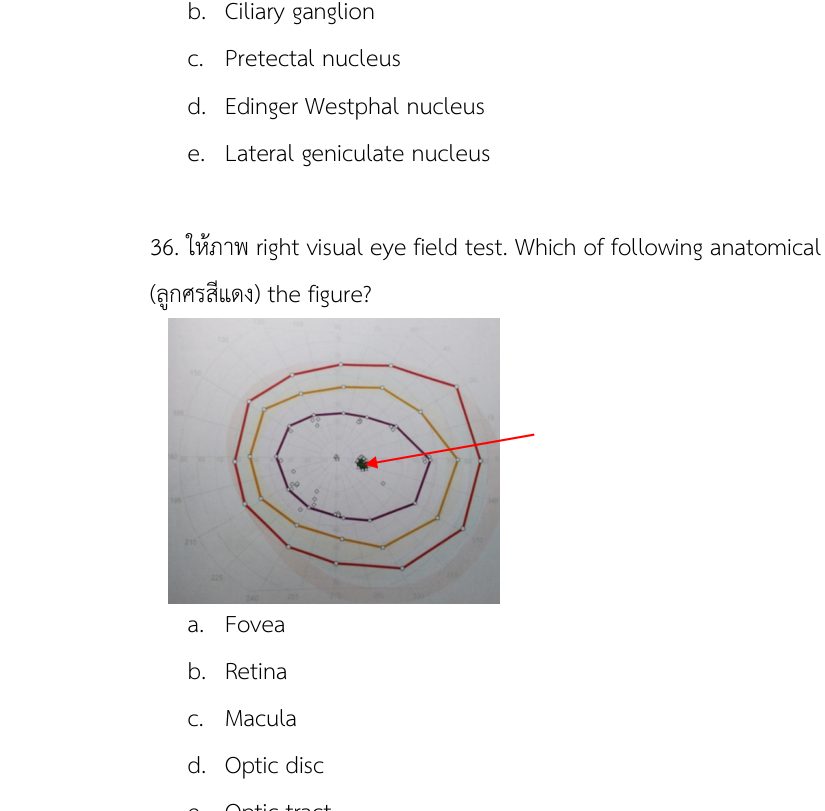 b. Ciliary ganglion
c. Pretectal nucleus
d. Edinger Westphal nucleus
e. Lateral geniculate nucleus
36. ให้ภาพ right visual eye field test. Which of following anatomical
(ลูกศรสีแดง) the figure?
a. Fovea
b. Retina
c. Macula
d. Optic disc
e. Optic tract